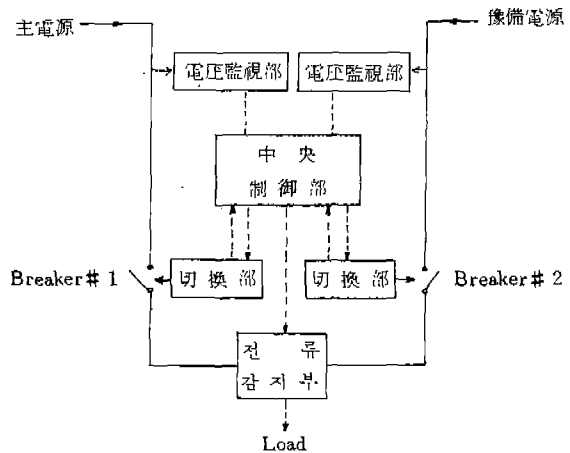 主電源
豫備電源
電圧監視部
電圧監視部
中央
制御部
Breaker # 1
切換部
切換部
Breaker # 2
전류
감지부
Load